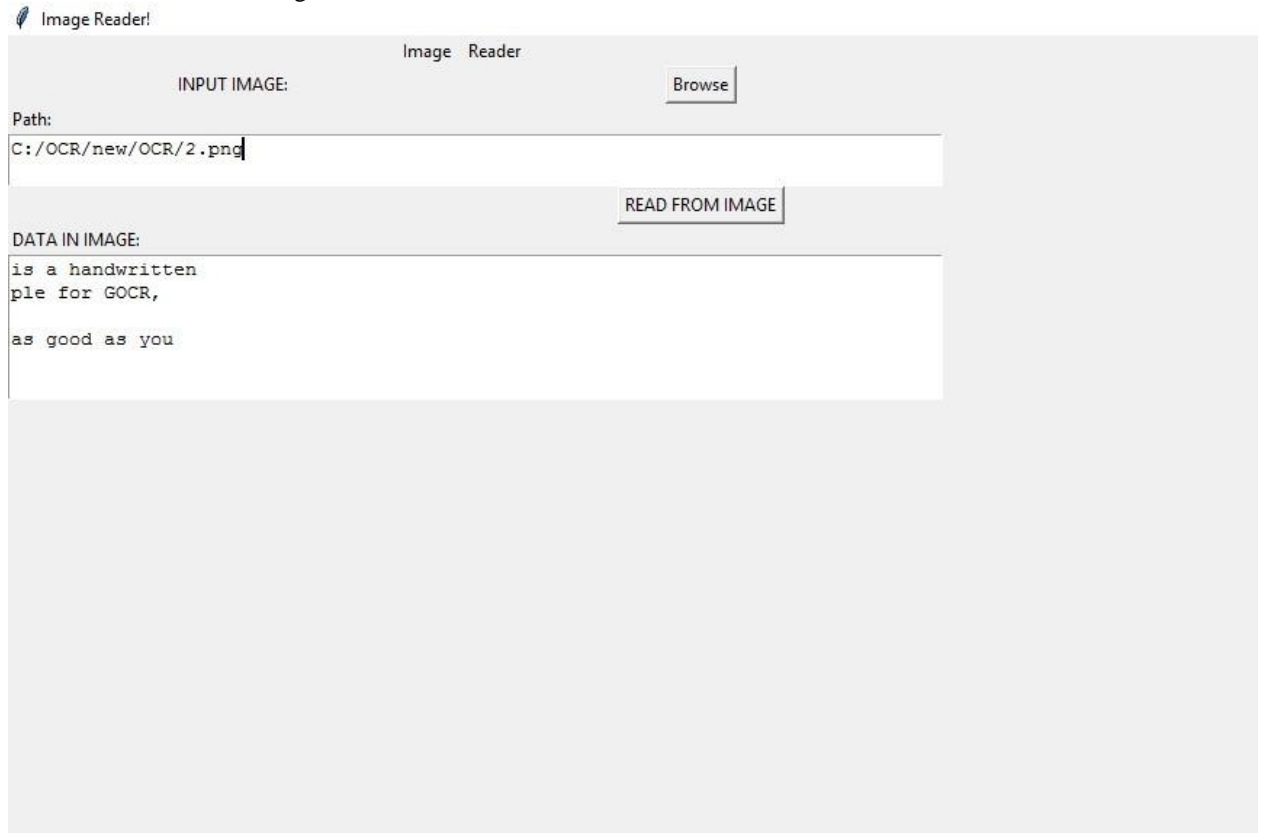 Image Reader!
Image Reader
INPUT IMAGE: Browse
Path:
C:/OCR/new/OCR/2.png
READ FROM IMAGE
DATA IN IMAGE:
is a handwritten
ple for GOCR,
as good as you